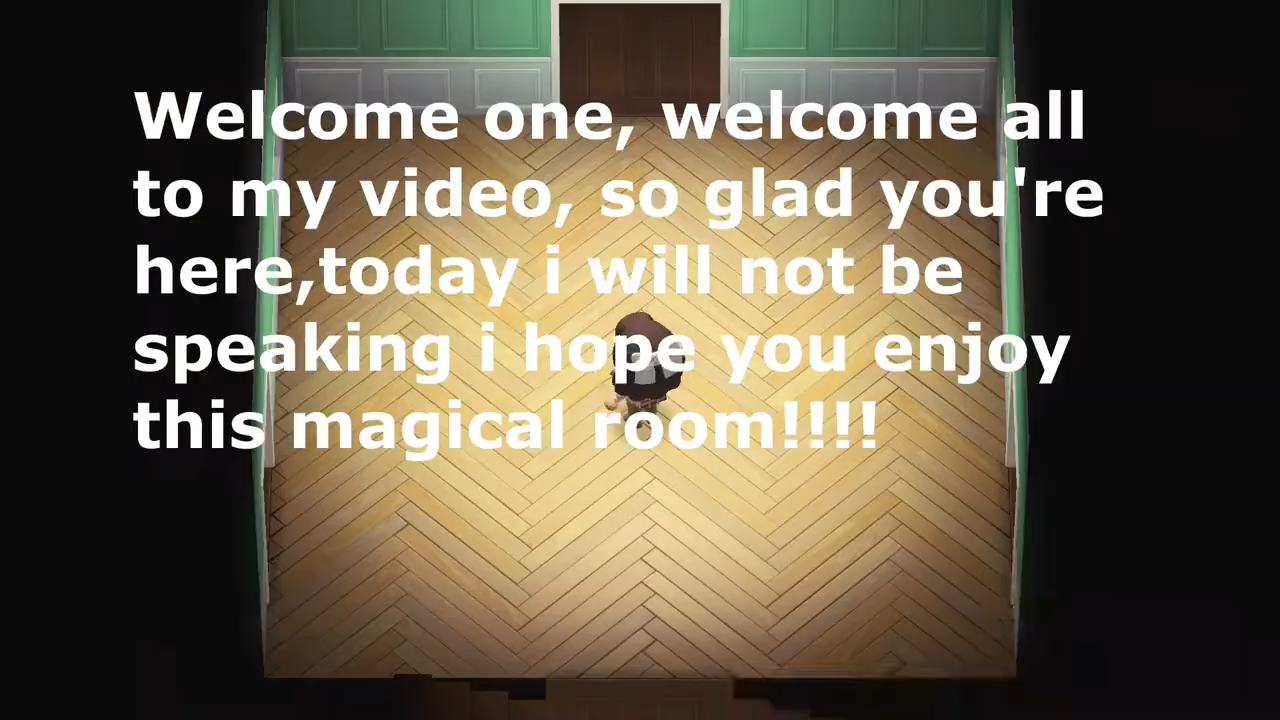 Welcome one, welcome all
to my video, so glad you're
here,today i will not be
speaking i hope you enjoy
this magical room!!!!